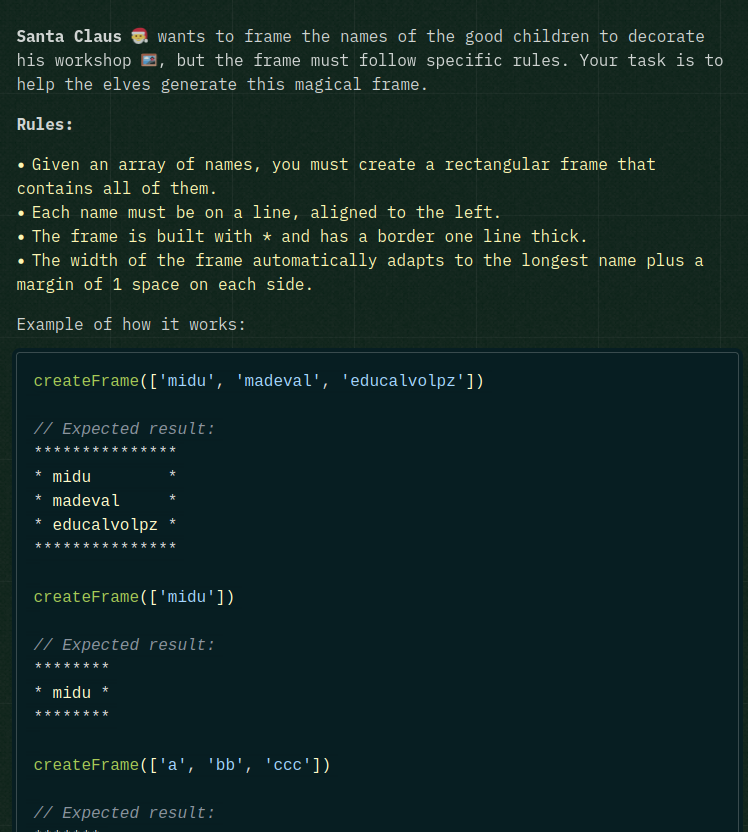 Santa Claus 🎅 wants to frame the names of the good children to decorate
his workshop 🖼️, but the frame must follow specific rules. Your task is to
help the elves generate this magical frame.
Rules:
• Given an array of names, you must create a rectangular frame that
contains all of them.
• Each name must be on a line, aligned to the left.
• The frame is built with * and has a border one line thick.
• The width of the frame automatically adapts to the longest name plus a
margin of 1 space on each side.
Example of how it works:
createFrame(['midu', 'madeval', 'educalvolpz'])
// Expected result:
***************
* midu        *
* madeval     *
* educalvolpz *
***************
createFrame(['midu'])
// Expected result:
********
* midu *
********
createFrame(['a', 'bb', 'ccc'])
// Expected result:
*******